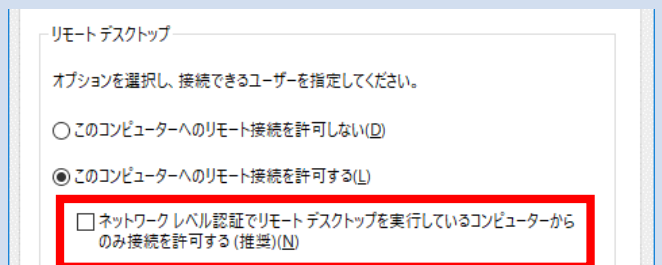 リモート デスクトップ
オプションを選択し、接続できるユーザーを指定してください。
このコンピューターへのリモート接続を許可しない(D)
このコンピューターへのリモート接続を許可する(L)
ネットワーク レベル認証でリモート デスクトップを実行しているコンピューターから
のみ接続を許可する (推奨)(N)